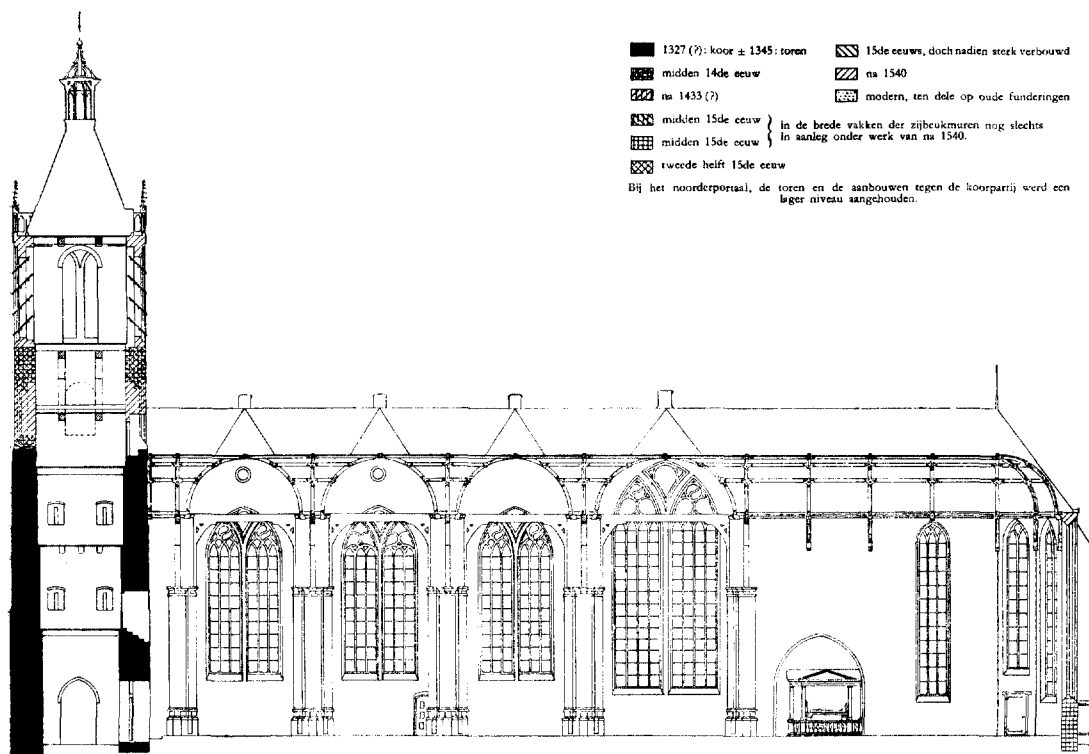 1327 (?): koor ± 1345: toren
midden 14de eeuw
na 1433 (?)
midden 15de eeuw
midden 15de eeuw
tweede helft 15de eeuw
15de eeuws, doch nadien sterk verbouwd
na 1540
modern, ten dele op oude funderingen
in de brede vakken der zijbeukmuren nog slechts
in aanleg onder werk van na 1540.
Bij het noorderportaal, de toren en de aanbouwen tegen de koorpartij werd een
lager niveau aangehouden.